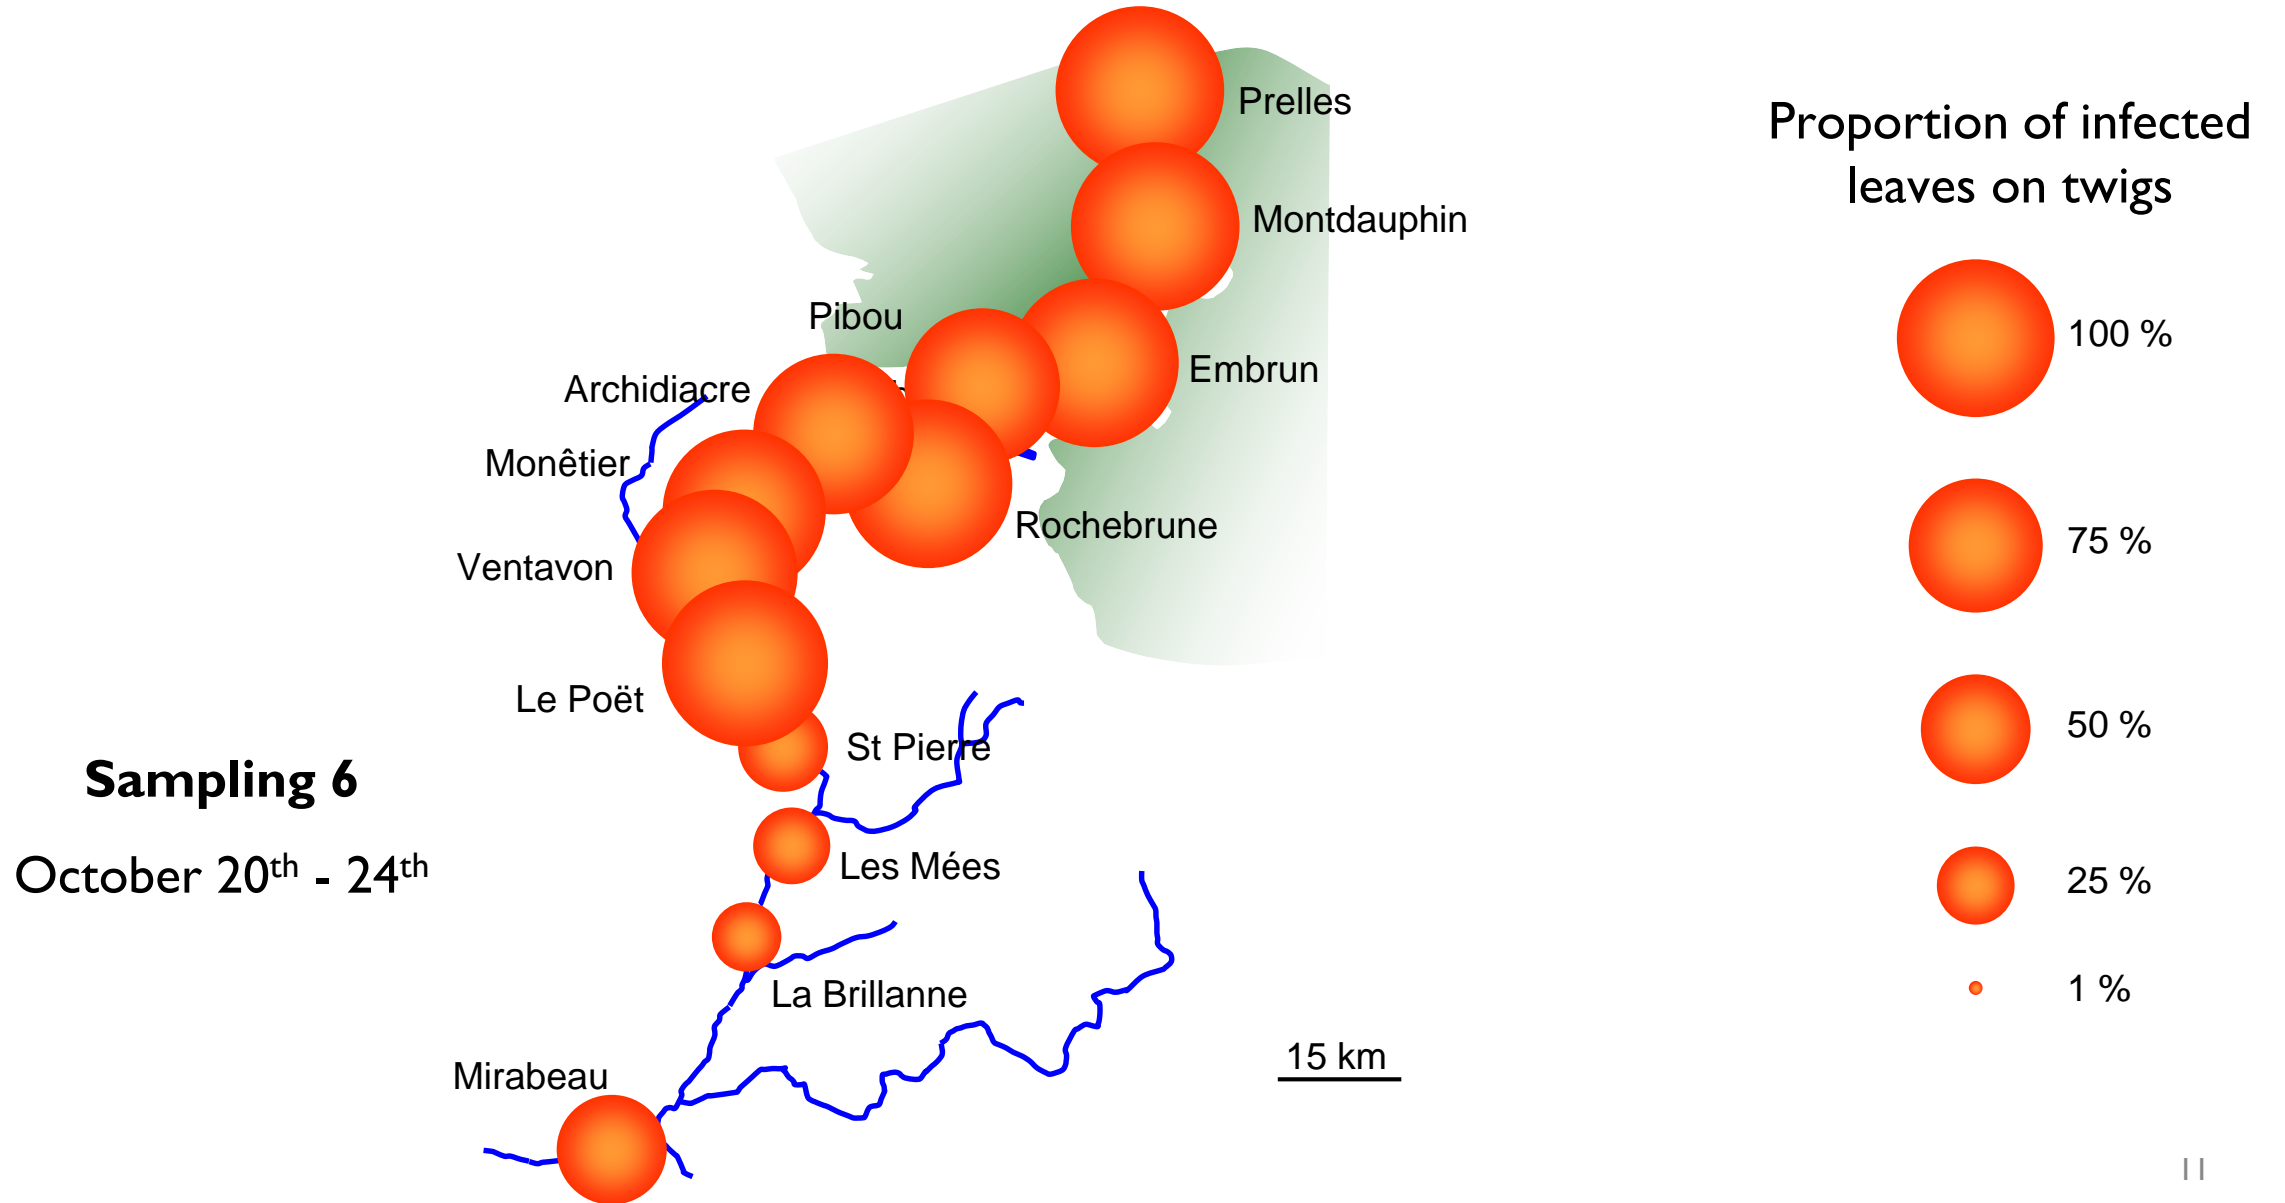 Prelles
Proportion of infected
leaves on twigs
Montdauphin
Pibou
100 %
Embrun
Archidiacre
Monêtier
Rochebrune
75 %
Ventavon
Le Poët
50 %
St Pierre
Sampling 6
October 20th - 24th
Les Mées
25 %
La Brillanne
1 %
15 km
Mirabeau
11